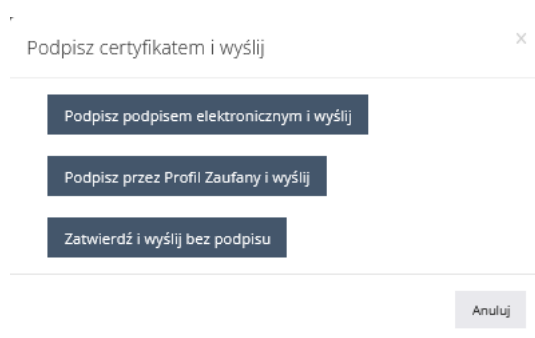 Podpisz certyfikatem i wyślij
×
Podpisz podpisem elektronicznym i wyślij
Podpisz przez Profil Zaufany i wyślij
Zatwierdź i wyślij bez podpisu
Anuluj